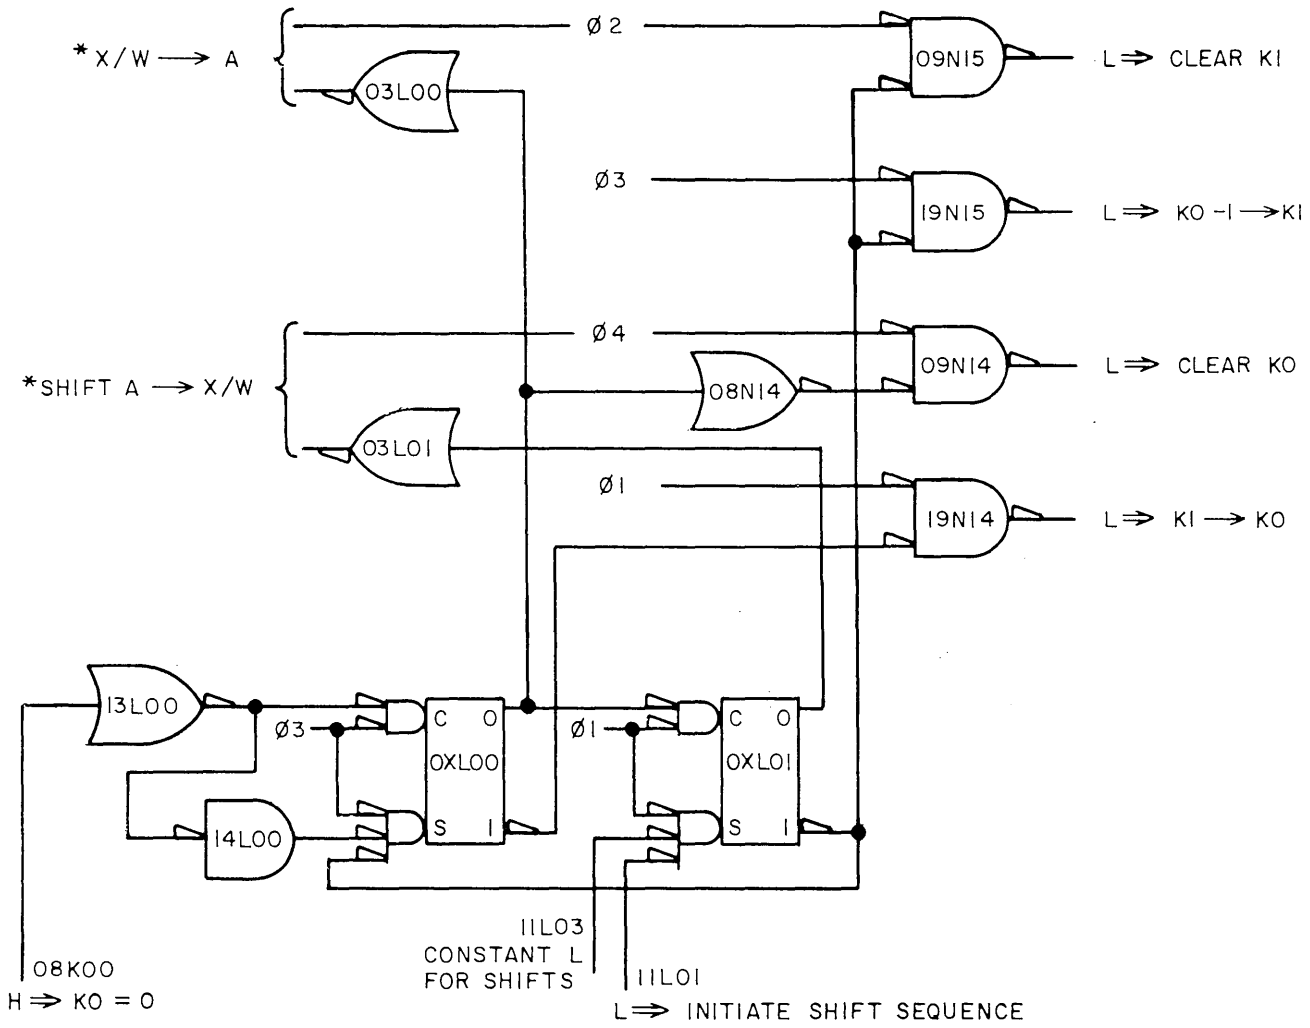 Ø2
*X/W → A
03L00
09N15
L ⇒ CLEAR K1
Ø3
19N15
L ⇒ K0 -1 → K1
Ø4
*SHIFT A → X/W
08N14
09N14
L ⇒ CLEAR K0
03L01
Ø1
19N14
L ⇒ K1 → K0
13L00
Ø3
C 0
0XL00
S 1
Ø1
C 0
0XL01
S 1
14L00
08K00
H ⇒ K0 = 0
11L03
CONSTANT L
FOR SHIFTS
11L01
L ⇒ INITIATE SHIFT SEQUENCE